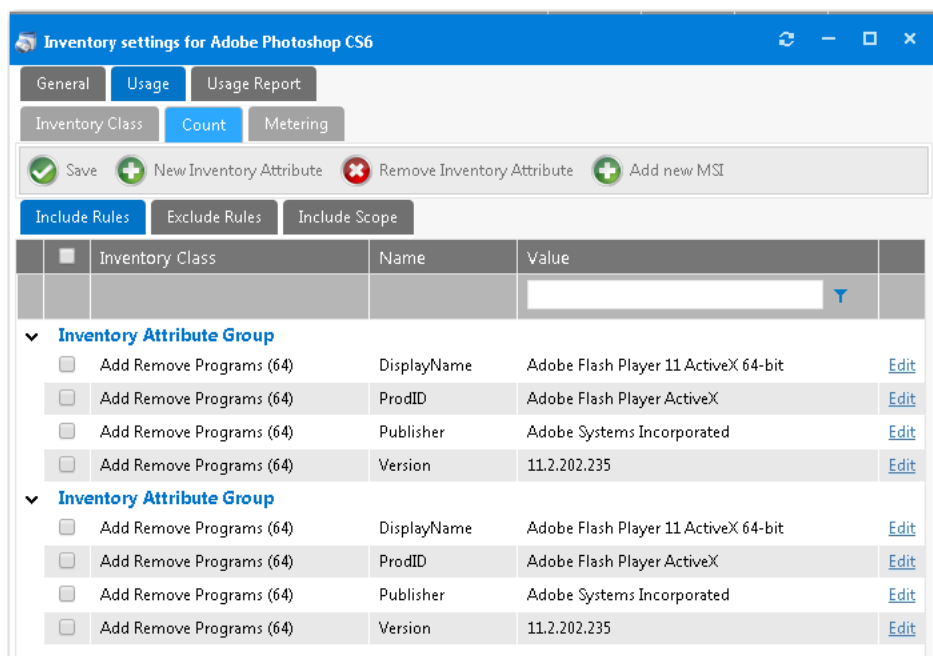 Inventory settings for Adobe Photoshop CS6
General Usage Usage Report
Inventory Class Count Metering
Save New Inventory Attribute Remove Inventory Attribute Add new MSI
Include Rules Exclude Rules Include Scope
Inventory Class Name Value
Inventory Attribute Group
Add Remove Programs (64) DisplayName Adobe Flash Player 11 ActiveX 64-bit Edit
Add Remove Programs (64) ProdID Adobe Flash Player ActiveX Edit
Add Remove Programs (64) Publisher Adobe Systems Incorporated Edit
Add Remove Programs (64) Version 11.2.202.235 Edit
Inventory Attribute Group
Add Remove Programs (64) DisplayName Adobe Flash Player 11 ActiveX 64-bit Edit
Add Remove Programs (64) ProdID Adobe Flash Player ActiveX Edit
Add Remove Programs (64) Publisher Adobe Systems Incorporated Edit
Add Remove Programs (64) Version 11.2.202.235 Edit